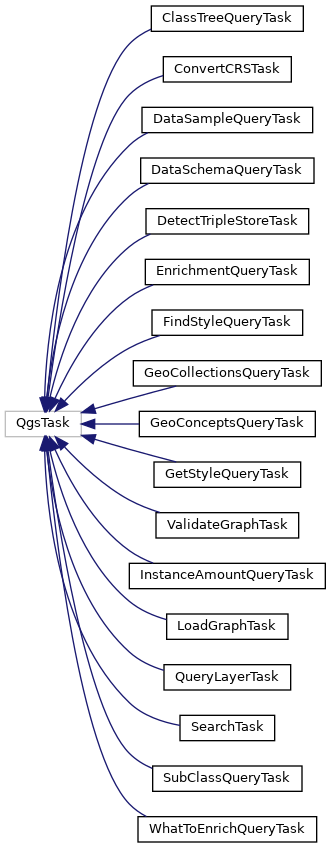 ClassTreeQueryTask
ConvertCRSTask
DataSampleQueryTask
DataSchemaQueryTask
DetectTripleStoreTask
EnrichmentQueryTask
FindStyleQueryTask
GeoCollectionsQueryTask
QgsTask
GeoConceptsQueryTask
GetStyleQueryTask
ValidateGraphTask
InstanceAmountQueryTask
LoadGraphTask
QueryLayerTask
SearchTask
SubClassQueryTask
WhatToEnrichQueryTask